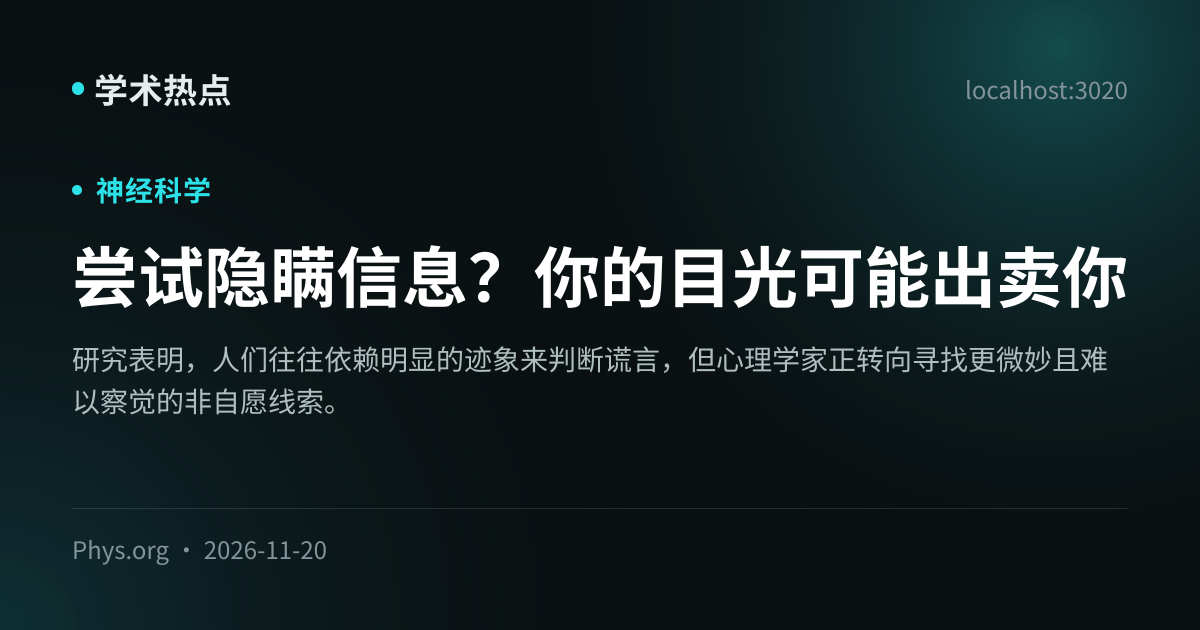 学术热点
localhost:3020
神经科学
尝试隐瞒信息？你的目光可能出卖你
研究表明，人们往往依赖明显的迹象来判断谎言，但心理学家正转向寻找更微妙且难
以察觉的非自愿线索。
Phys.org · 2026-11-20